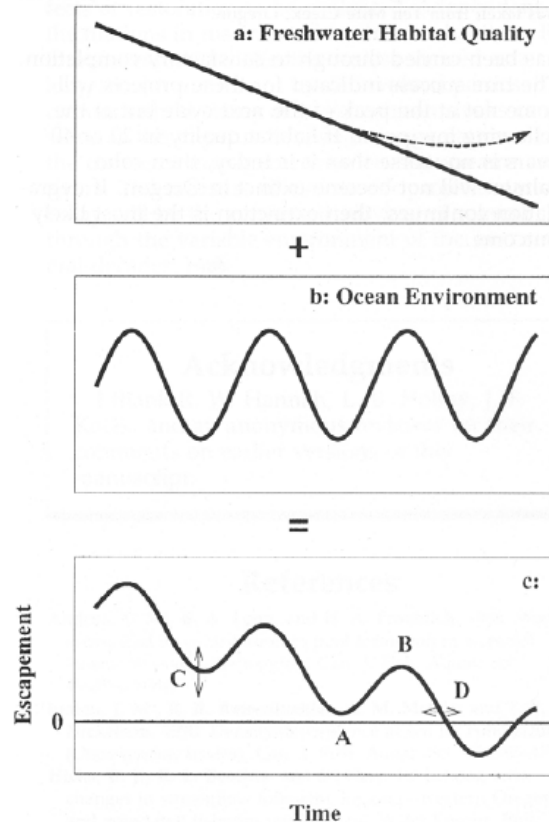 a: Freshwater Habitat Quality
+
b: Ocean Environment
=
c:
Escapement
B
C
D
0
A
Time